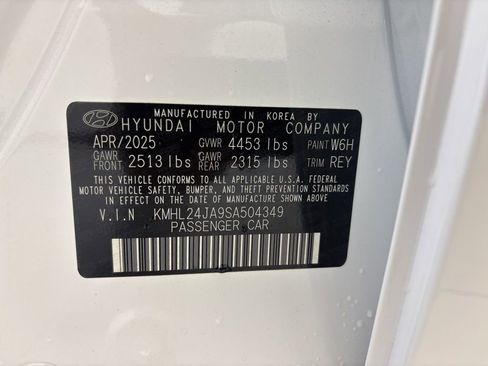 MANUFACTURED IN KOREA BY
HYUNDAI MOTOR COMPANY
APR/2025 GVWR 4453 lbs PAINT W6H
GAWR FRONT 2513 lbs GAWR REAR 2315 lbs TRIM REY
THIS VEHICLE CONFORMS TO ALL APPLICABLE U.S.A. FEDERAL
MOTOR VEHICLE SAFETY, BUMPER, AND THEFT PREVENTION STANDARDS
IN EFFECT ON THE DATE OF MANUFACTURE SHOWN ABOVE
V.I.N KMHL24JA9SA504349
PASSENGER CAR